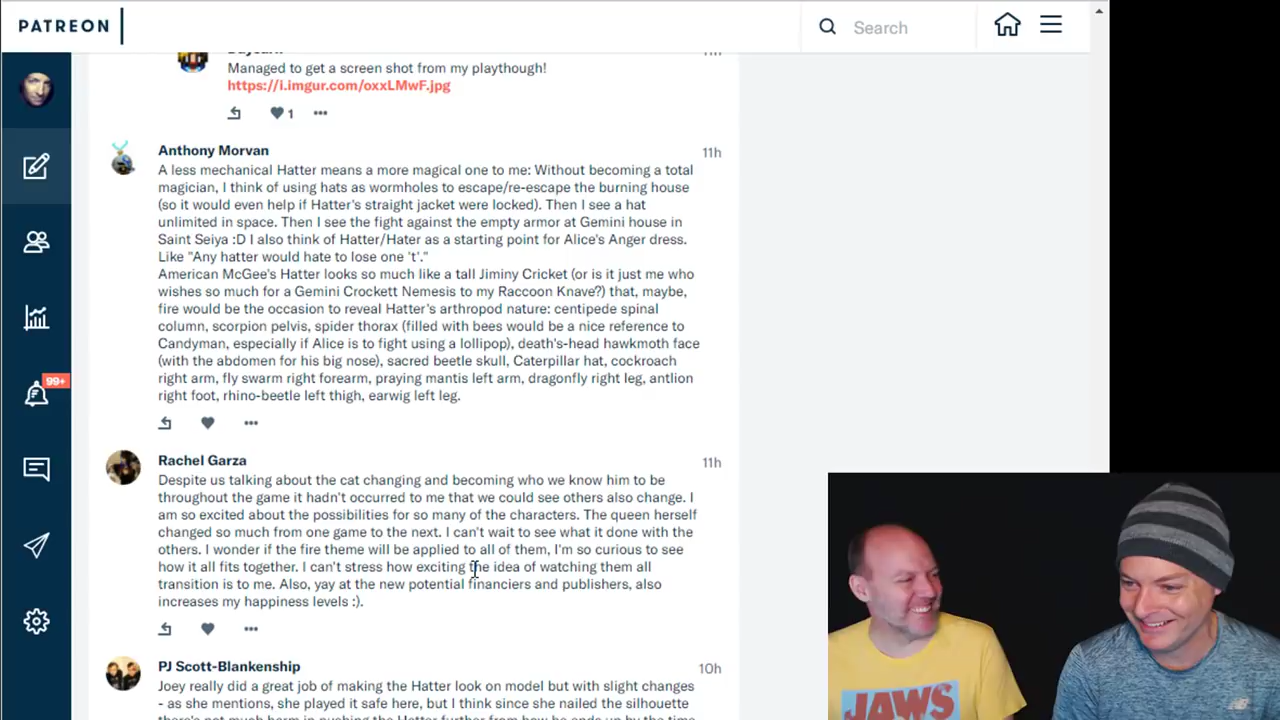 PATREON
Search
11h
Managed to get a screen shot from my playthough!
https://i.imgur.com/oxxLMwF.jpg
1
Anthony Morvan
11h
A less mechanical Hatter means a more magical one to me: Without becoming a total
magician, I think of using hats as wormholes to escape/re-escape the burning house
(so it would even help if Hatter's straight jacket were locked). Then I see a hat
unlimited in space. Then I see the fight against the empty armor at Gemini house in
Saint Seiya :D I also think of Hatter/Hater as a starting point for Alice's Anger dress.
Like "Any hatter would hate to lose one 't'."
American McGee's Hatter looks so much like a tall Jiminy Cricket (or is it just me who
wishes so much for a Gemini Crockett Nemesis to my Raccoon Knave?) that, maybe,
fire would be the occasion to reveal Hatter's arthropod nature: centipede spinal
column, scorpion pelvis, spider thorax (filled with bees would be a nice reference to
Candyman, especially if Alice is to fight using a lollipop), death's-head hawkmoth face
(with the abdomen for his big nose), sacred beetle skull, Caterpillar hat, cockroach
right arm, fly swarm right forearm, praying mantis left arm, dragonfly right leg, antlion
right foot, rhino-beetle left thigh, earwig left leg.
99+
Rachel Garza
11h
Despite us talking about the cat changing and becoming who we know him to be
throughout the game it hadn't occurred to me that we could see others also change. I
am so excited about the possibilities for so many of the characters. The queen herself
changed so much from one game to the next. I can't wait to see what it done with the
others. I wonder if the fire theme will be applied to all of them, I'm so curious to see
how it all fits together. I can't stress how exciting the idea of watching them all
transition is to me. Also, yay at the new potential financiers and publishers, also
increases my happiness levels :).
PJ Scott-Blankenship
10h
Joey really did a great job of making the Hatter look on model but with slight changes
- as she mentions, she played it safe here, but I think since she nailed the silhouette
there's not much harm in pushing the Hatter further from how he ends up by the time
JAWS